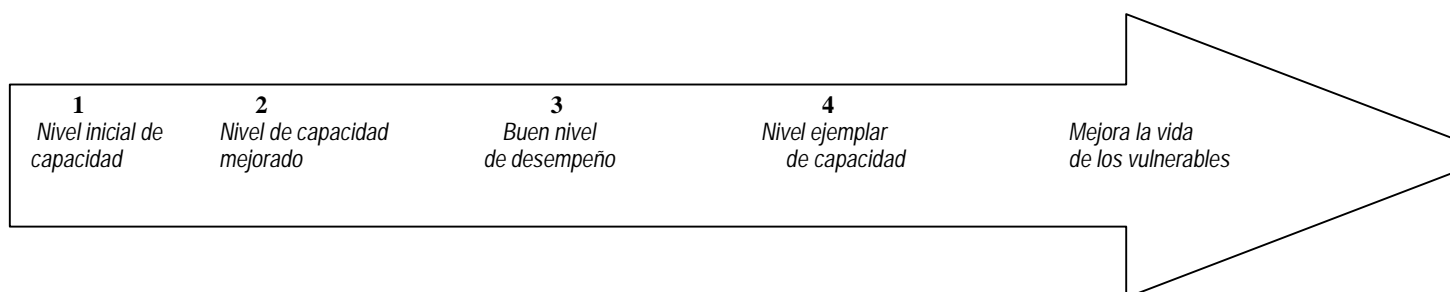 1
Nivel inicial de
capacidad
2
Nivel de capacidad
mejorado
3
Buen nivel
de desempeño
4
Nivel ejemplar
de capacidad
Mejora la vida
de los vulnerables